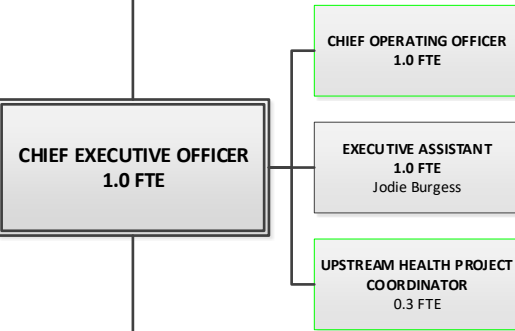 CHIEF OPERATING OFFICER
1.0 FTE
CHIEF EXECUTIVE OFFICER
1.0 FTE
EXECUTIVE ASSISTANT
1.0 FTE
Jodie Burgess
UPSTREAM HEALTH PROJECT
COORDINATOR
0.3 FTE